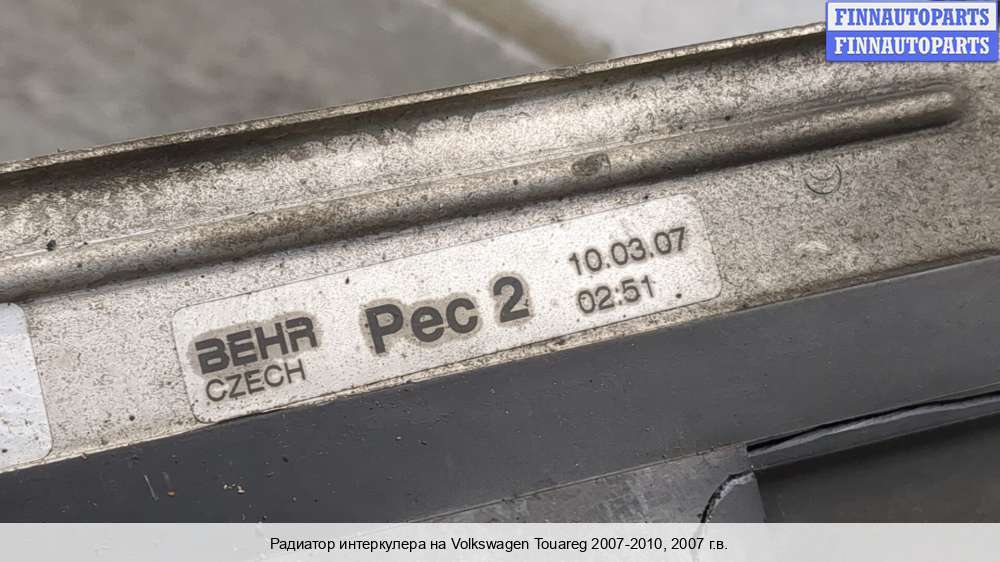 FINNAUTOPARTS
FINNAUTOPARTS
BEHR Pec 2 10.03.07
CZECH 02:51
Радиатор интеркулера на Volkswagen Touareg 2007-2010, 2007 г.в.